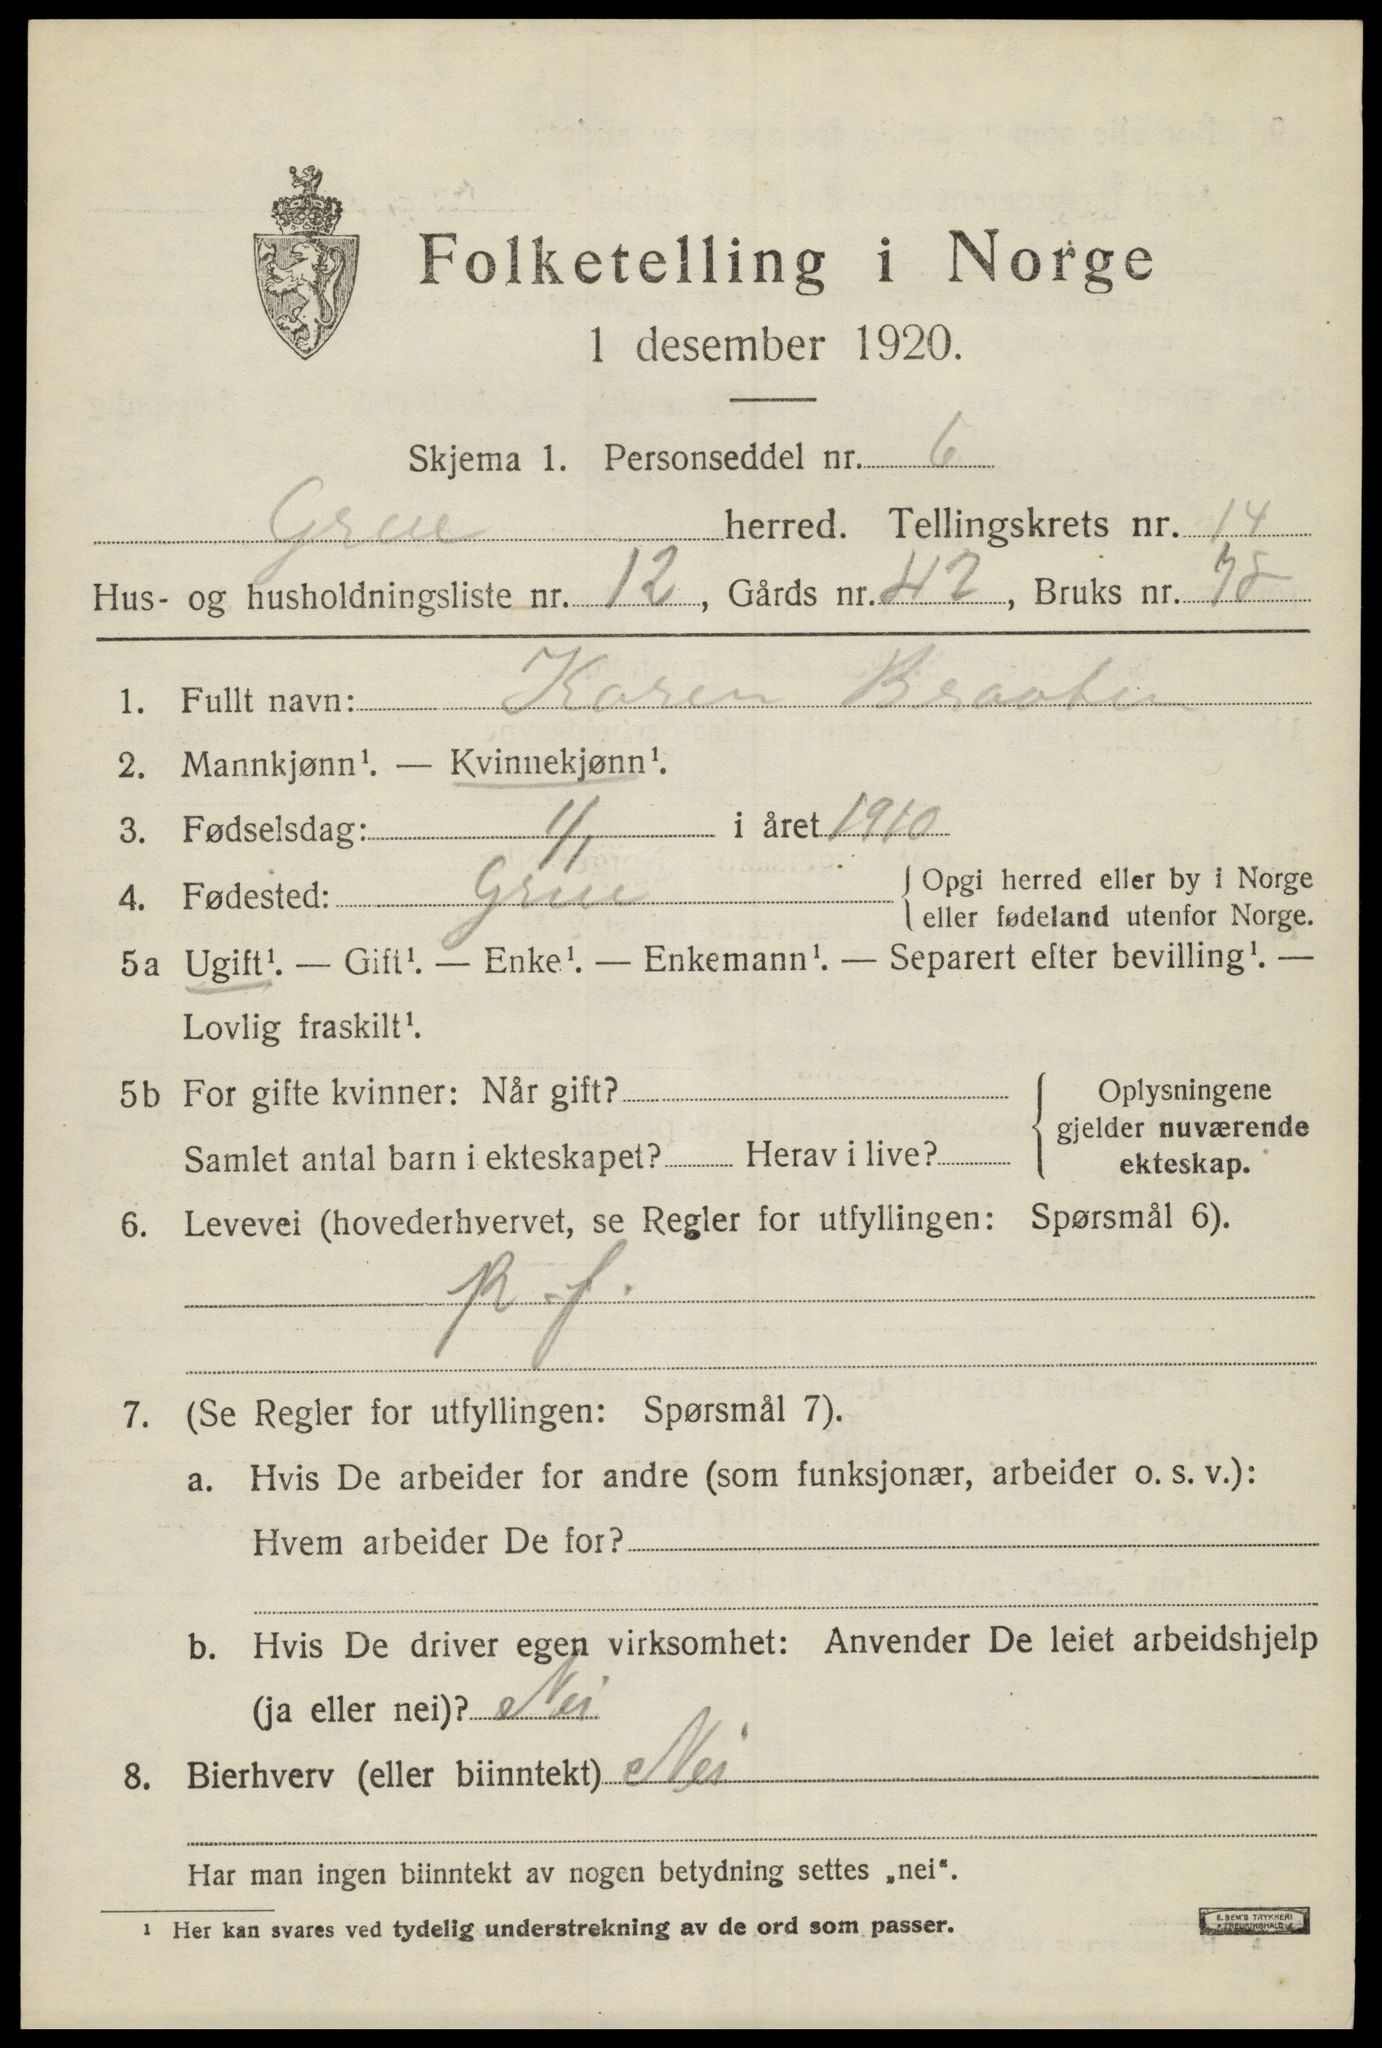 Folketelling i Norge
1 desember 1920.
Skjema 1. Personseddel nr. 6
Grue herred. Tellingskrets nr. 14
Hus- og husholdningsliste nr. 12, Gårds nr. 42, Bruks nr. 78
1. Fullt navn: Karen Braaten
2. Mannkjønn¹. — Kvinnekjønn¹.
3. Fødselsdag: 1/1 i året 1910
4. Fødested: Grue { Opgi herred eller by i Norge
eller fødeland utenfor Norge.
5a Ugift¹. — Gift¹. — Enke¹. — Enkemann¹. — Separert efter bevilling¹. —
Lovlig fraskilt¹.
5b For gifte kvinner: Når gift?
Samlet antal barn i ekteskapet? Herav i live?
{ Oplysningene
gjelder nuværende
ekteskap.
6. Levevei (hovederhvervet, se Regler for utfyllingen: Spørsmål 6).
f.
7. (Se Regler for utfyllingen: Spørsmål 7).
a. Hvis De arbeider for andre (som funksjonær, arbeider o. s. v.):
Hvem arbeider De for?
b. Hvis De driver egen virksomhet: Anvender De leiet arbeidshjelp
(ja eller nei)? Nei
8. Bierhverv (eller biinntekt) Nei
Har man ingen biinntekt av nogen betydning settes „nei“.
¹ Her kan svares ved tydelig understrekning av de ord som passer.
E. SEM'S TRYKKERI
FREDRIKSHALD